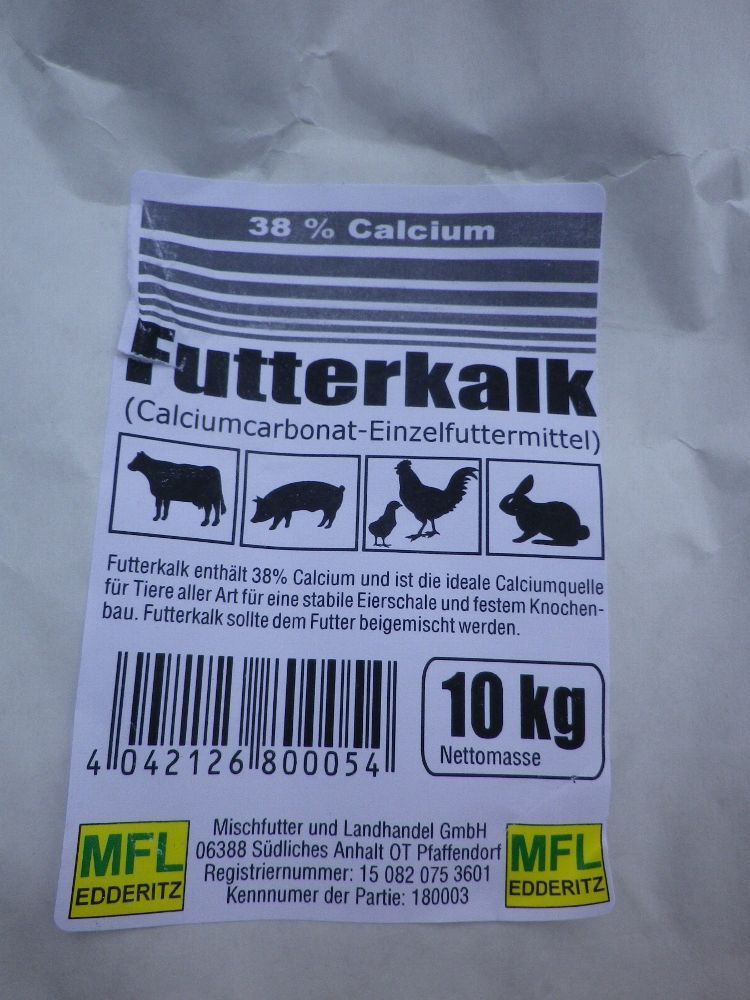 38 % Calcium
Futterkalk
(Calciumcarbonat-Einzelfuttermittel)
Futterkalk enthält 38% Calcium und ist die ideale Calciumquelle
für Tiere aller Art für eine stabile Eierschale und festem Knochen-
bau. Futterkalk sollte dem Futter beigemischt werden.
10 kg
Nettomasse
4 042126 800054
Mischfutter und Landhandel GmbH
06388 Südliches Anhalt OT Pfaffendorf
Registriernummer: 15 082 075 3601
Kennnumer der Partie: 180003
MFL
EDDERITZ
MFL
EDDERITZ